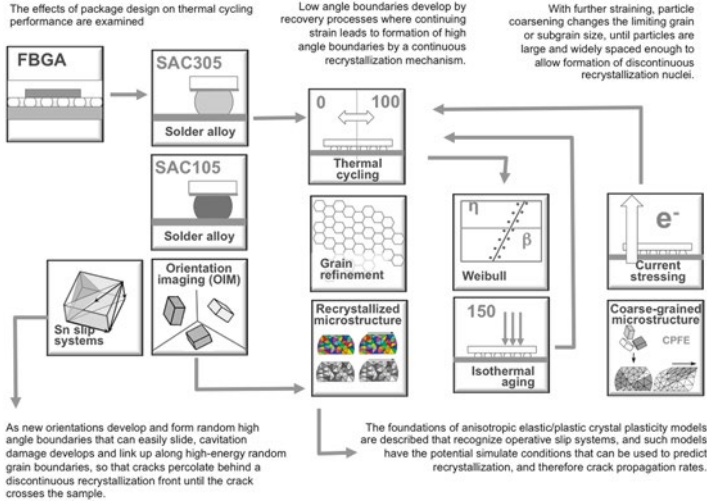 The effects of package design on thermal cycling
performance are examined
Low angle boundaries develop by
recovery processes where continuing
strain leads to formation of high
angle boundaries by a continuous
recrystallization mechanism.
With further straining, particle
coarsening changes the limiting grain
or subgrain size, until particles are
large and widely spaced enough to
allow formation of discontinuous
recrystallization nuclei.
FBGA
SAC305
Solder alloy
0 100
Thermal
cycling
SAC105
Solder alloy
Grain
refinement
η
β
Weibull
e-
Current
stressing
Sn slip
systems
Orientation
imaging (OIM)
Recrystallized
microstructure
150
Isothermal
aging
Coarse-grained
microstructure
CPFE
As new orientations develop and form random high
angle boundaries that can easily slide, cavitation
damage develops and link up along high-energy random
grain boundaries, so that cracks percolate behind a
discontinuous recrystallization front until the crack
crosses the sample.
The foundations of anisotropic elastic/plastic crystal plasticity models
are described that recognize operative slip systems, and such models
have the potential simulate conditions that can be used to predict
recrystallization, and therefore crack propagation rates.